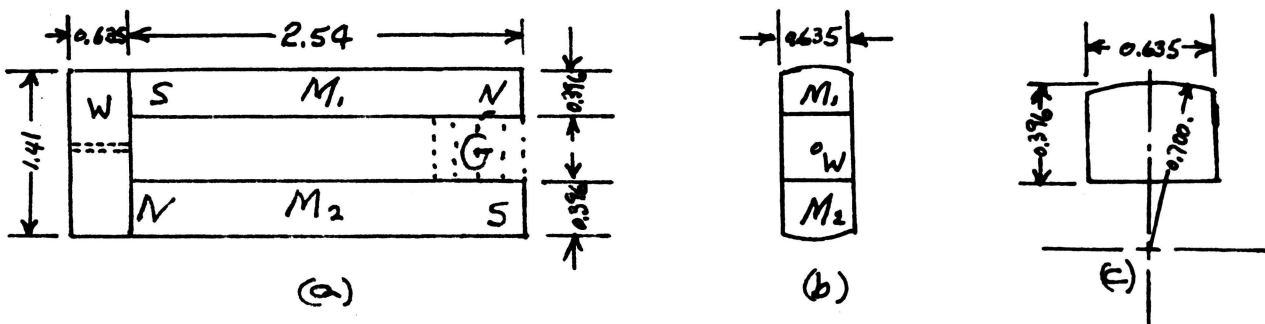 0.635 2.54
S M₁ N
W
G
N M₂ S
1.41
0.396
0.396
(a)
0.635
M₁
W
M₂
(b)
0.635
0.396
0.700
(c)